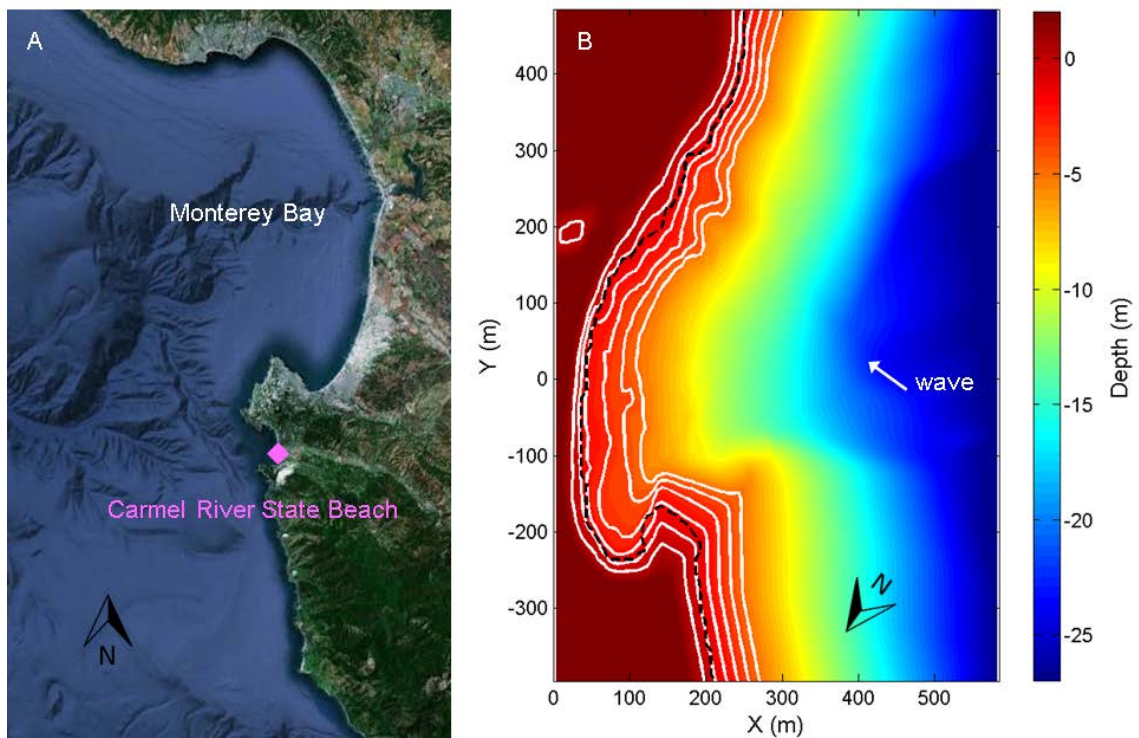 A
Monterey Bay
Carmel River State Beach
N
B
400
300
200
100
0
-100
-200
-300
Y (m)
wave
N
0 100 200 300 400 500
X (m)
0
-5
-10
-15
-20
-25
Depth (m)